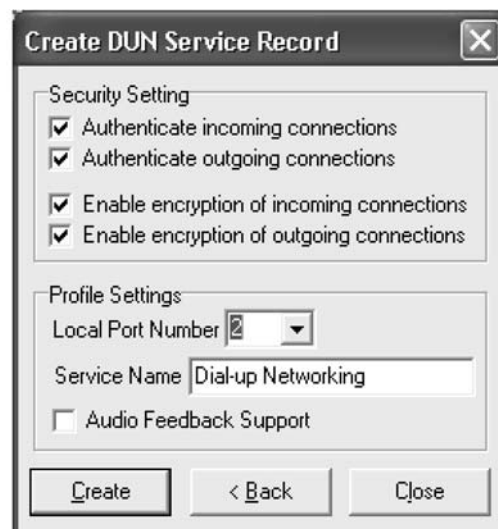 Create DUN Service Record
Security Setting
Authenticate incoming connections
Authenticate outgoing connections
Enable encryption of incoming connections
Enable encryption of outgoing connections
Profile Settings
Local Port Number 2
Service Name Dial-up Networking
Audio Feedback Support
Create < Back Close